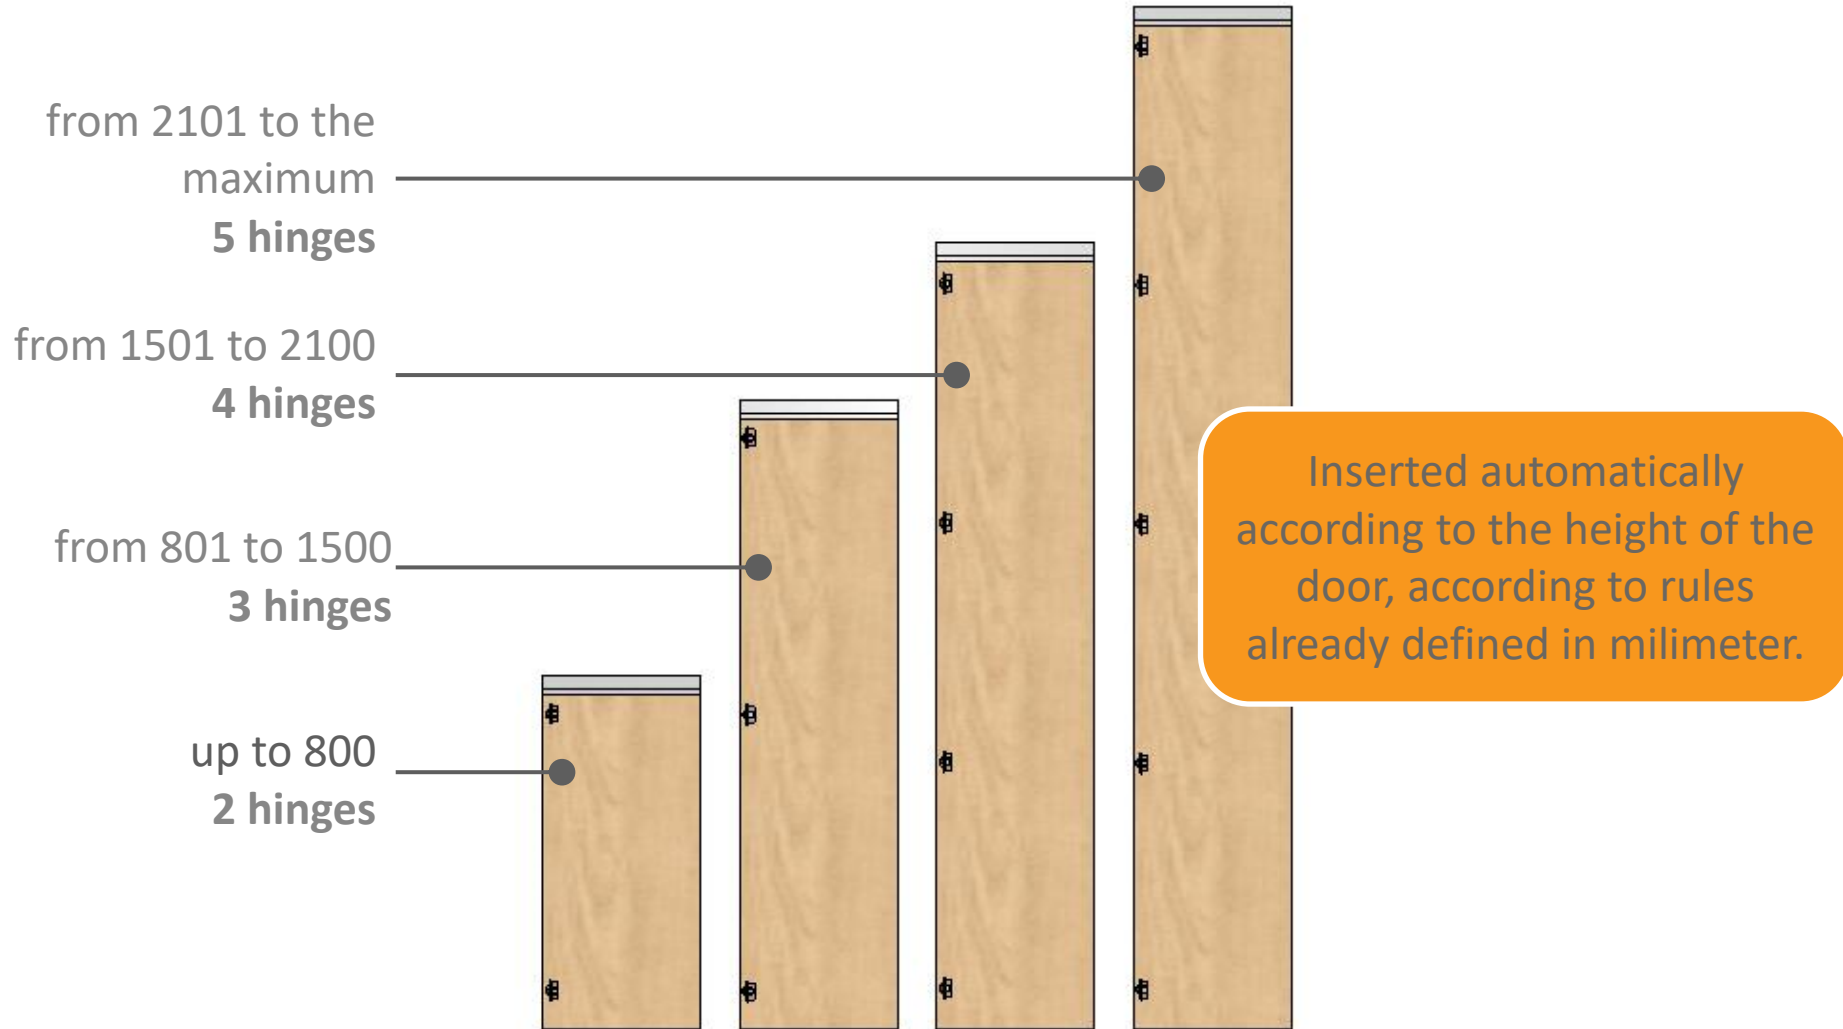 from 2101 to the
maximum
5 hinges
from 1501 to 2100
4 hinges
from 801 to 1500
3 hinges
up to 800
2 hinges
Inserted automatically
according to the height of the
door, according to rules
already defined in milimeter.